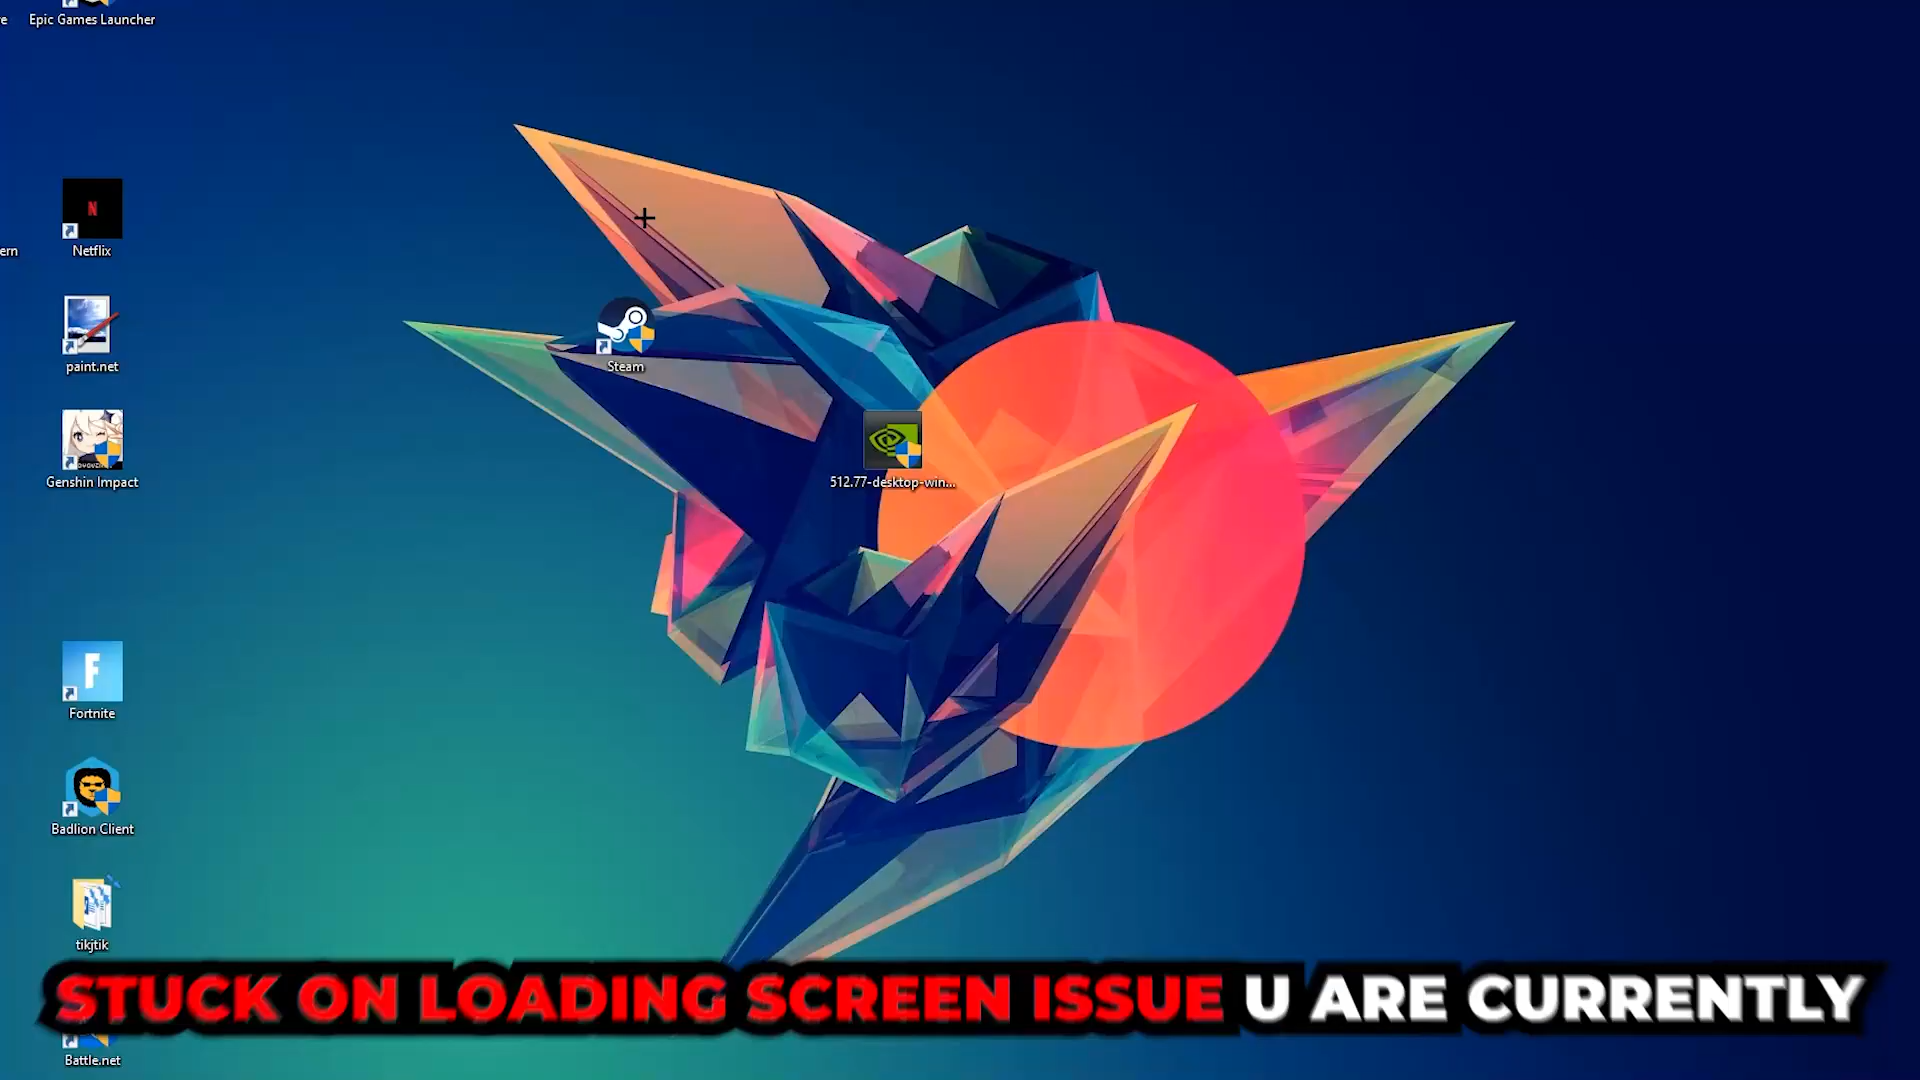 Epic Games Launcher
ern
Netflix
paint.net
Steam
Genshin Impact
512.77-desktop-win...
F
Fortnite
Badlion Client
tikjtik
STUCK ON LOADING SCREEN ISSUE U ARE CURRENTLY
Battle.net